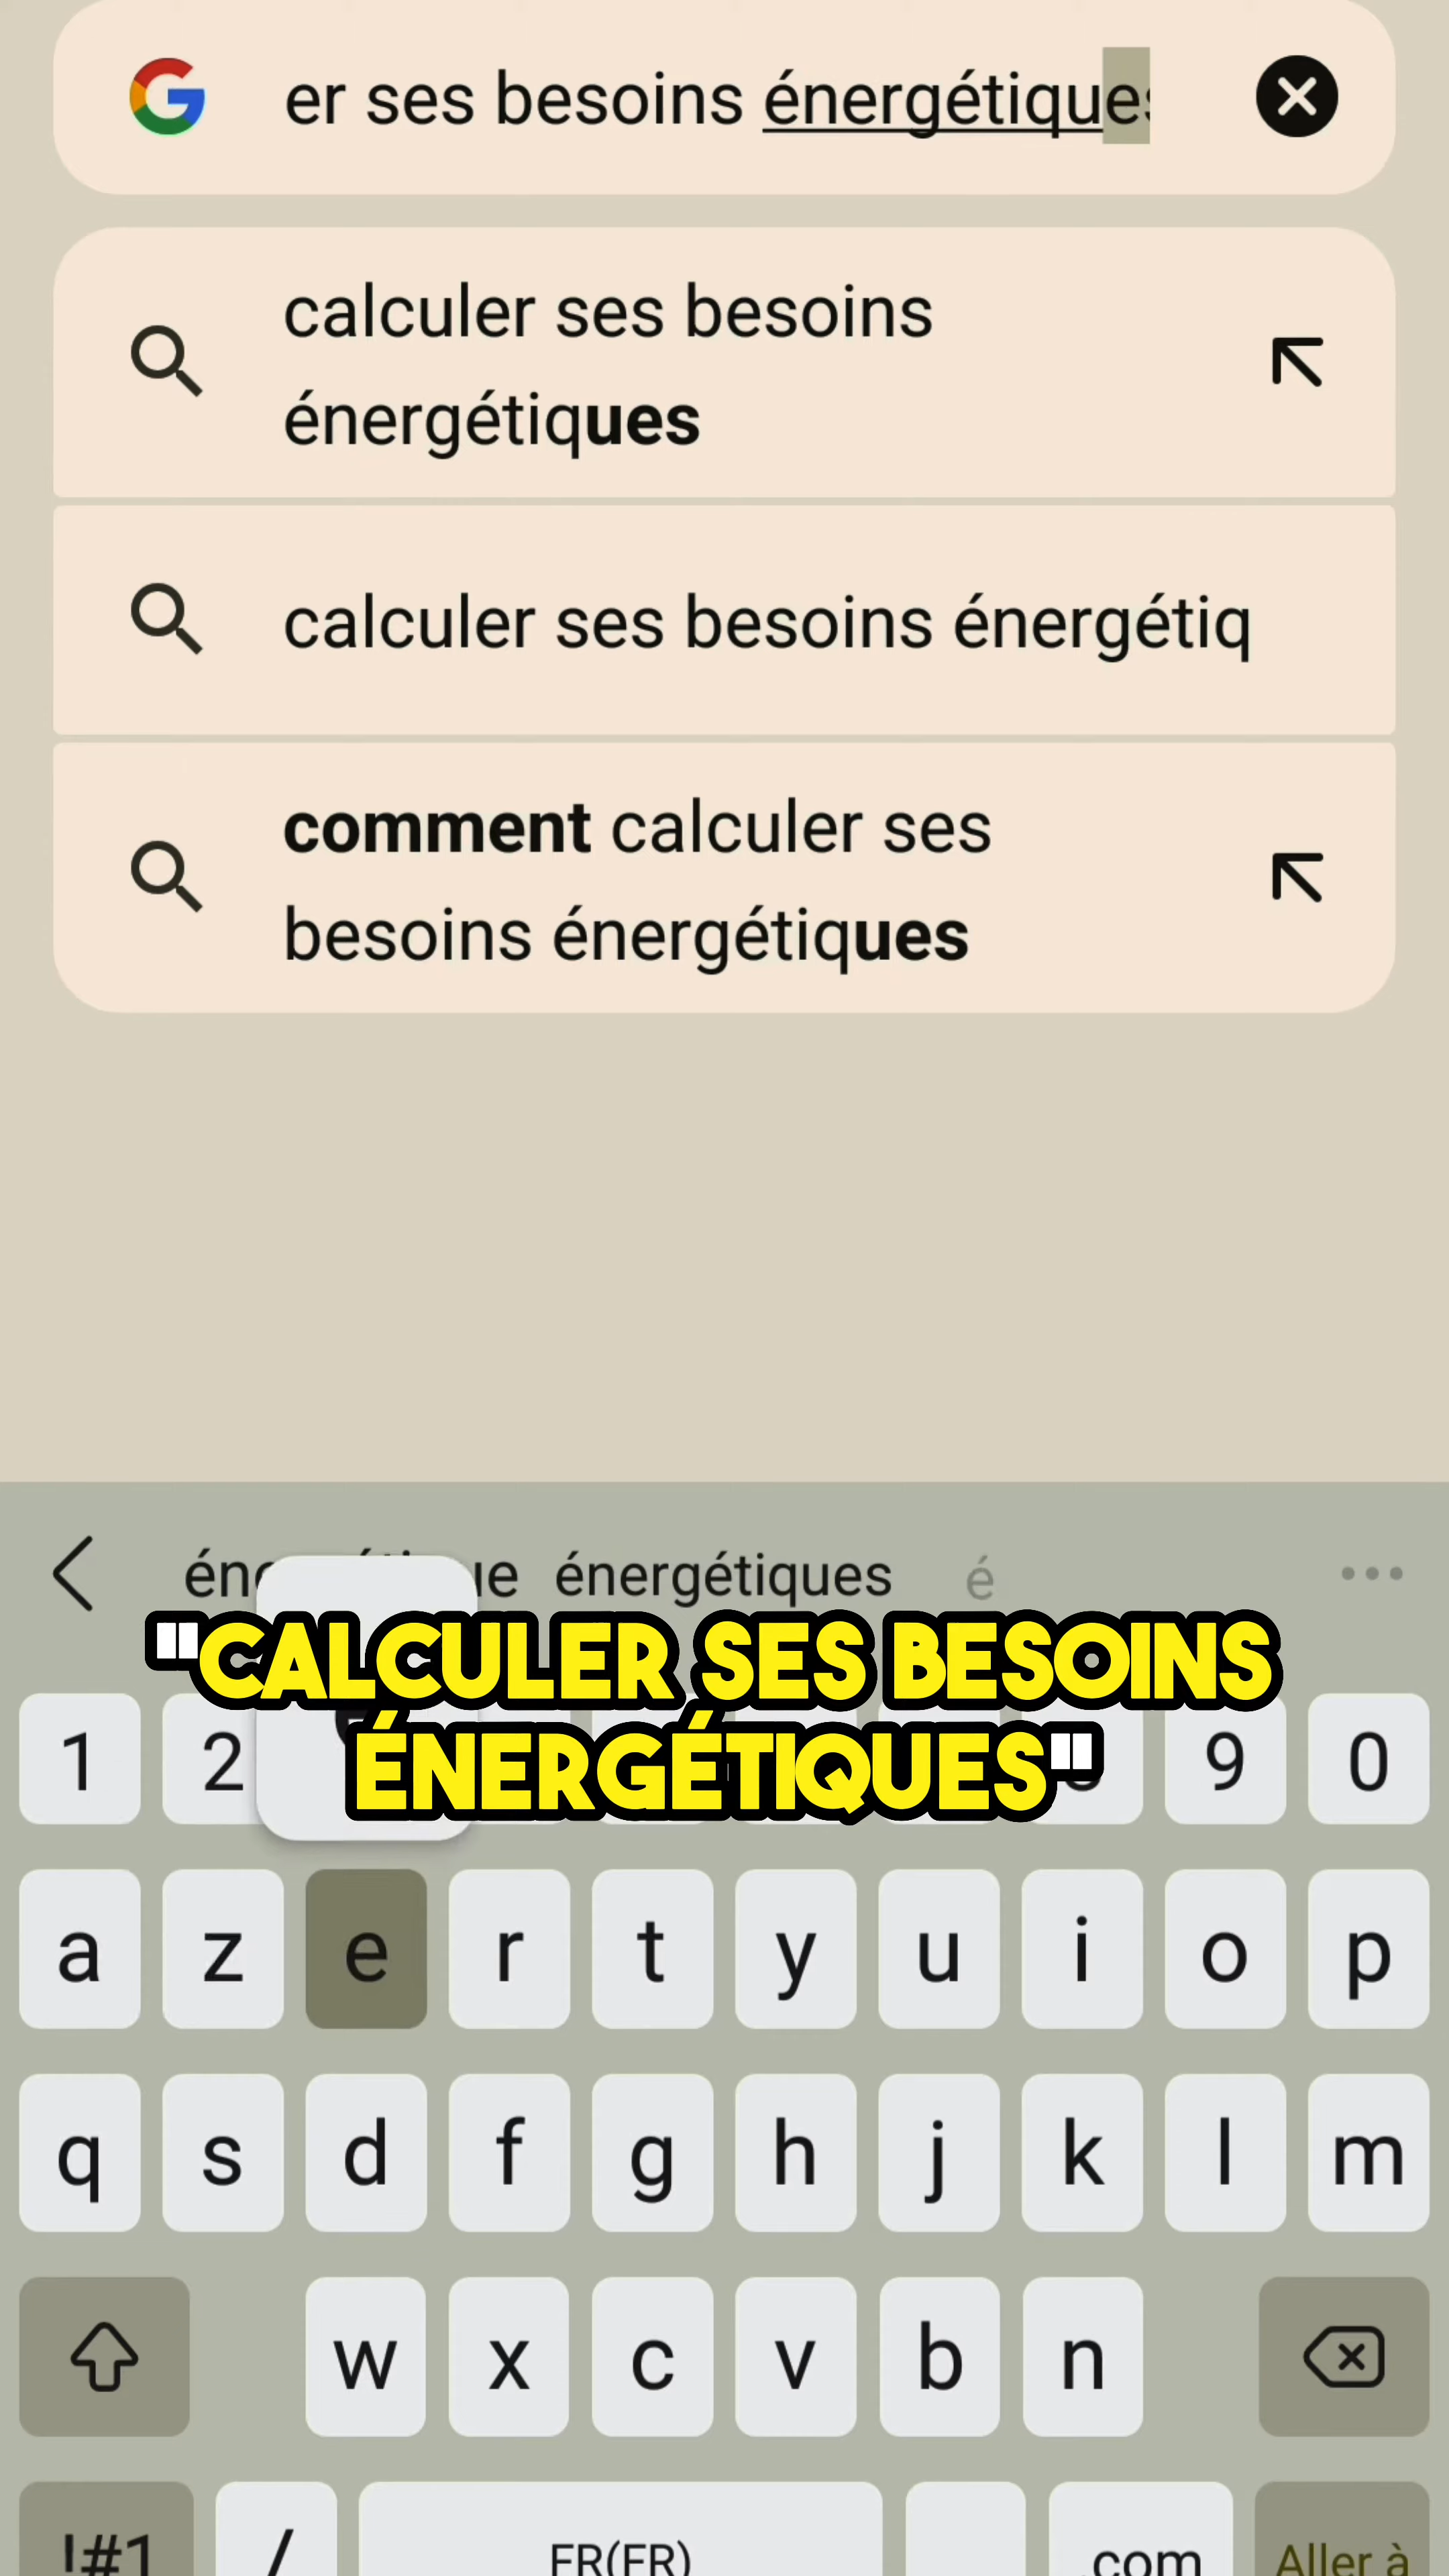 er ses besoins énergétiques
calculer ses besoins
énergétiques
calculer ses besoins énergétiq
comment calculer ses
besoins énergétiques
énergétiques é
"CALCULER SES BESOINS
ÉNERGÉTIQUES"
1 2 9 0
a z e r t y u i o p
q s d f g h j k l m
w x c v b n
!#1 / FR(FR) .com Aller à